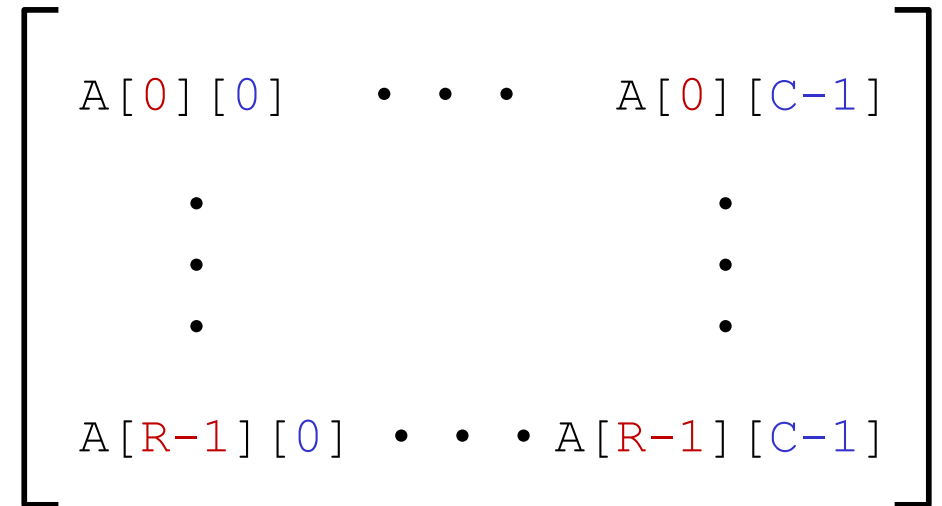 A[0][0] • • • A[0][C-1]
• •
• •
• •
A[R-1][0] • • • A[R-1][C-1]